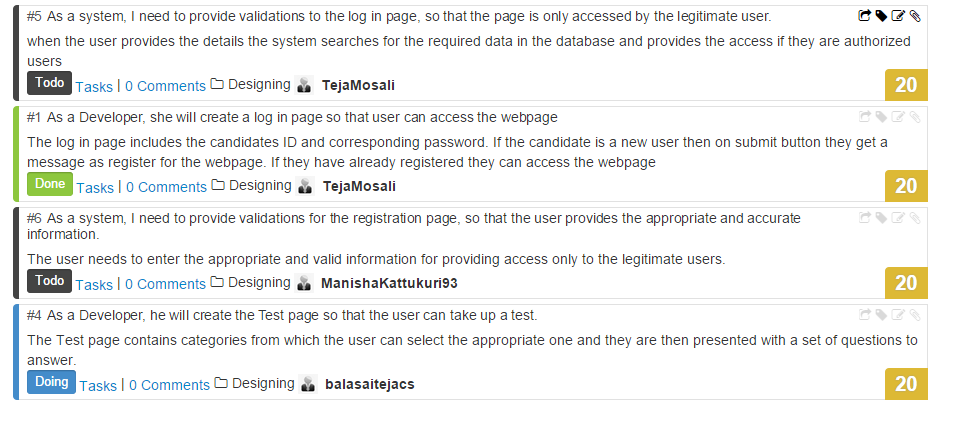 #5 As a system, I need to provide validations to the log in page, so that the page is only accessed by the legitimate user.
when the user provides the details the system searches for the required data in the database and provides the access if they are authorized
users
Todo Tasks | 0 Comments Designing TejaMosali 20
#1 As a Developer, she will create a log in page so that user can access the webpage
The log in page includes the candidates ID and corresponding password. If the candidate is a new user then on submit button they get a
message as register for the webpage. If they have already registered they can access the webpage
Done Tasks | 0 Comments Designing TejaMosali 20
#6 As a system, I need to provide validations for the registration page, so that the user provides the appropriate and accurate
information.
The user needs to enter the appropriate and valid information for providing access only to the legitimate users.
Todo Tasks | 0 Comments Designing ManishaKattukuri93 20
#4 As a Developer, he will create the Test page so that the user can take up a test.
The Test page contains categories from which the user can select the appropriate one and they are then presented with a set of questions to
answer.
Doing Tasks | 0 Comments Designing balasaitejacs 20